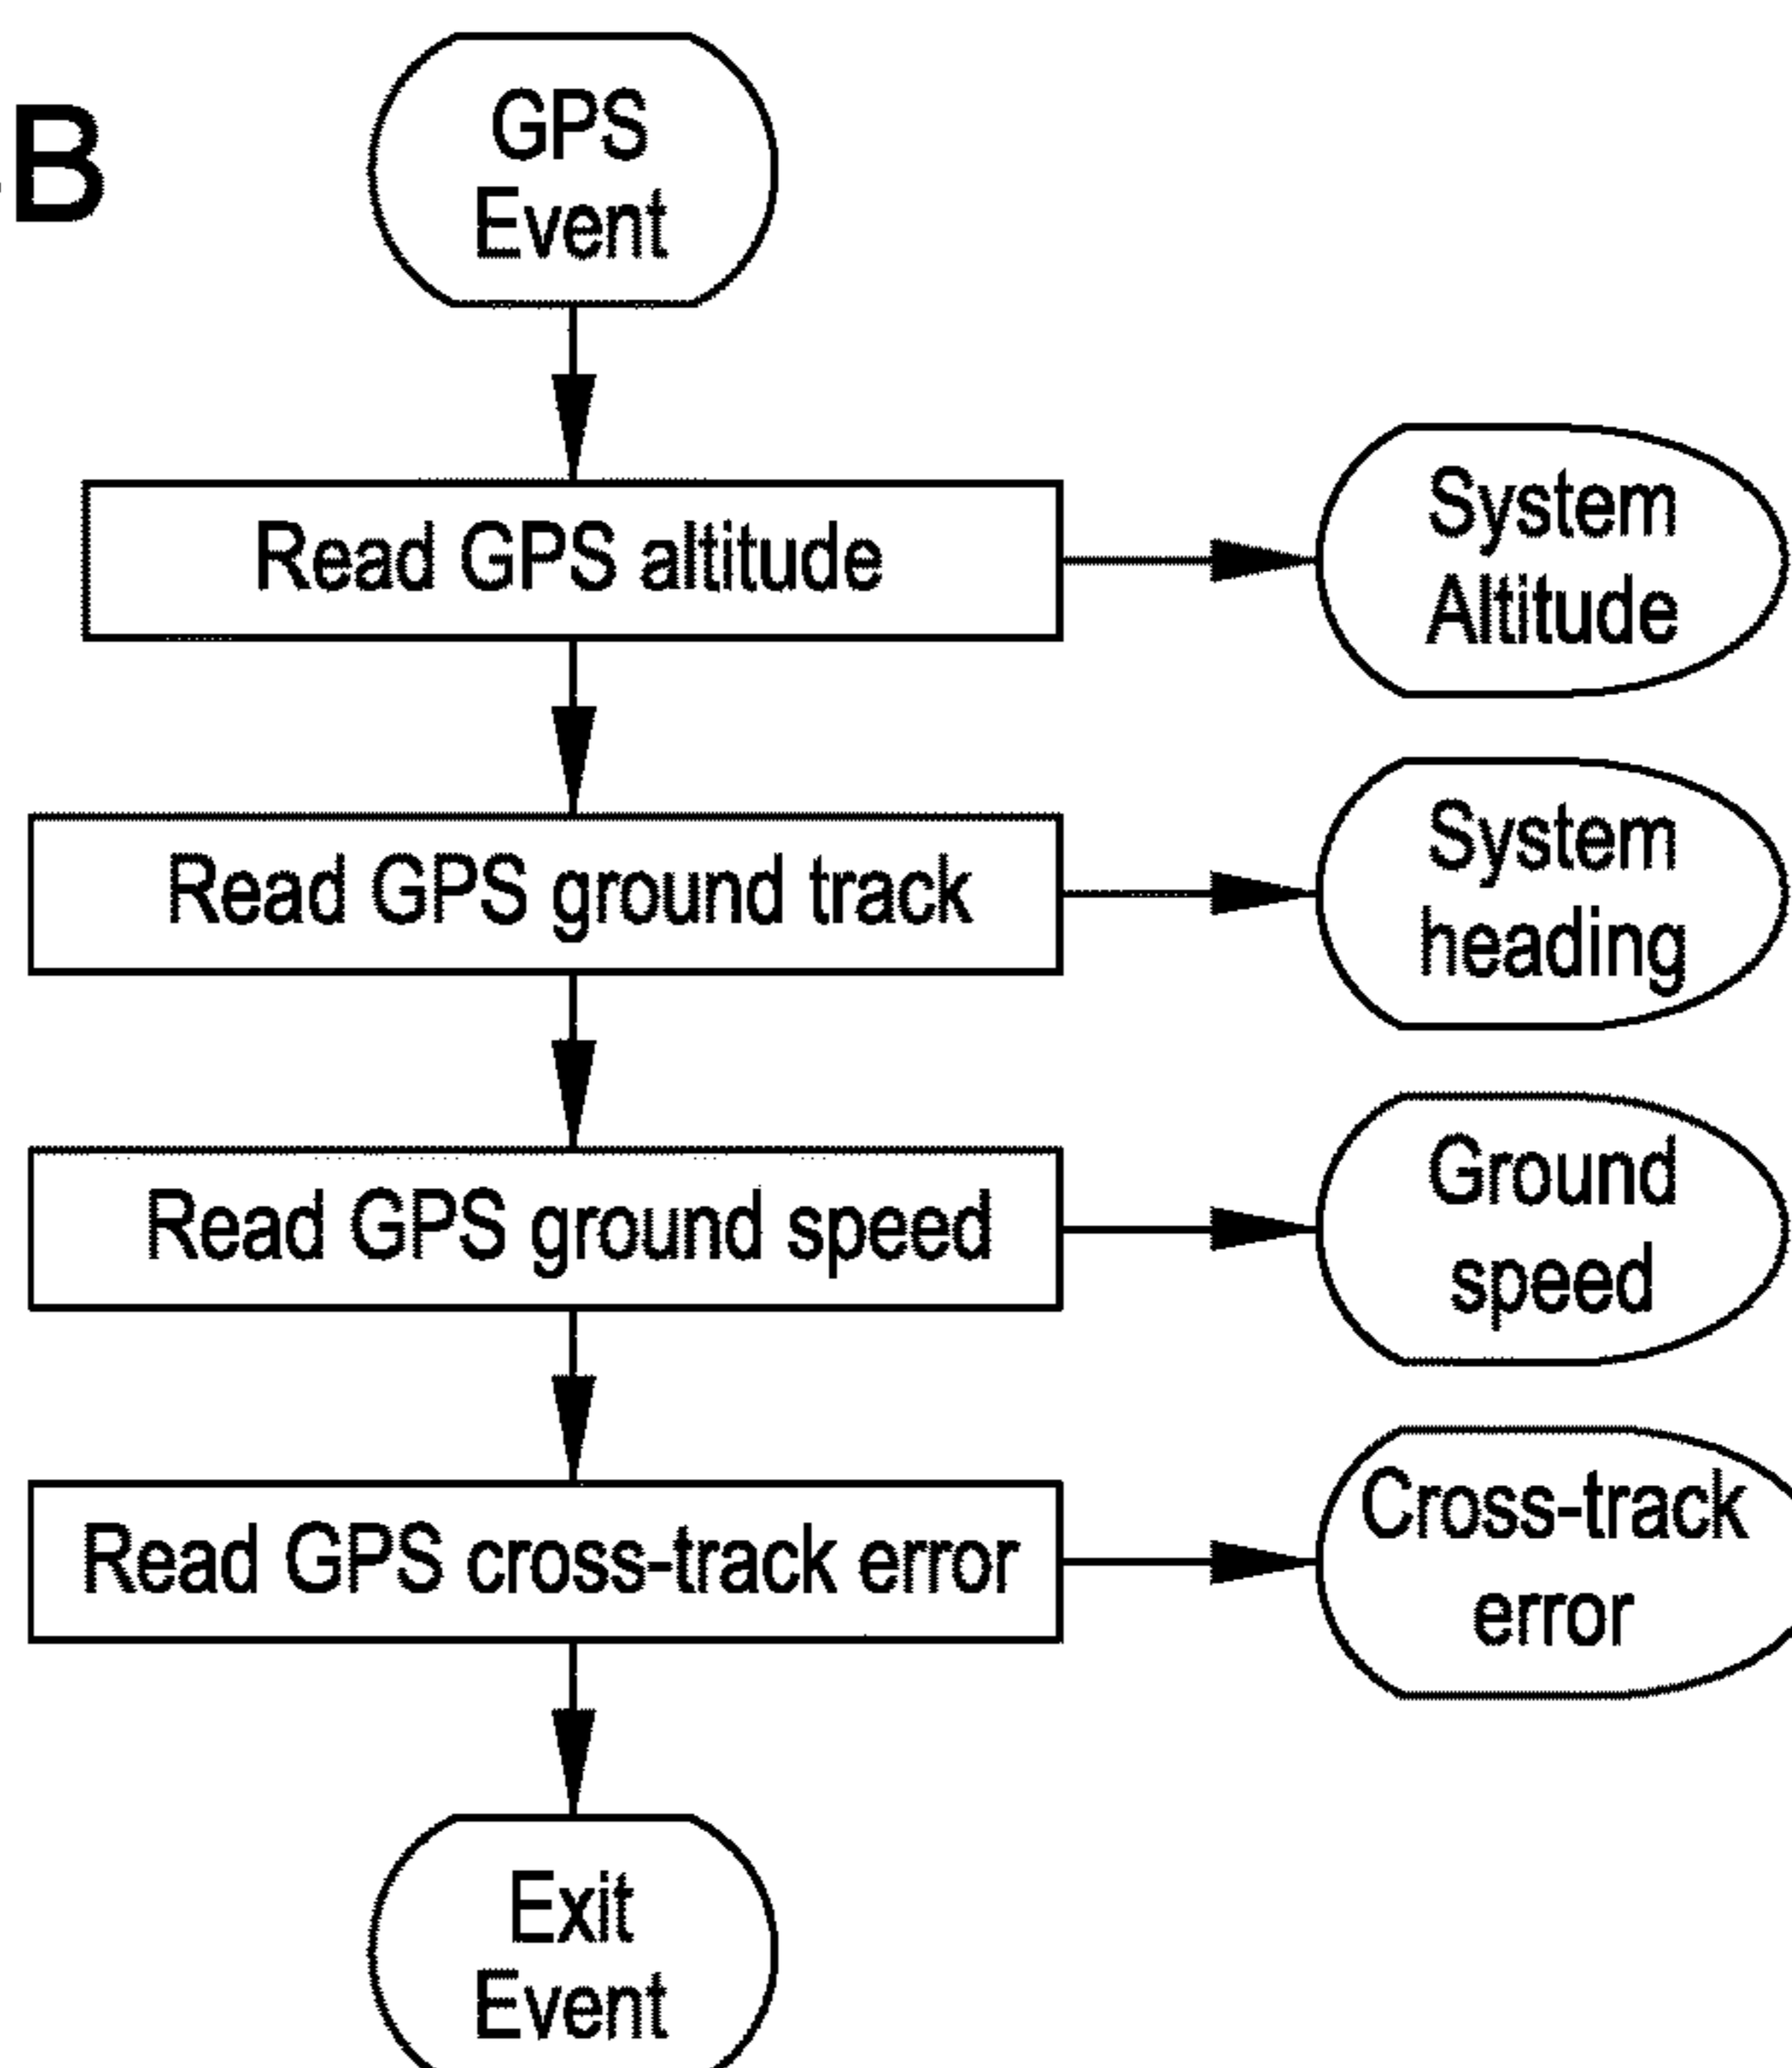 B
GPS
Event
Read GPS altitude
System
Altitude
Read GPS ground track
System
heading
Read GPS ground speed
Ground
speed
Read GPS cross-track error
Cross-track
error
Exit
Event